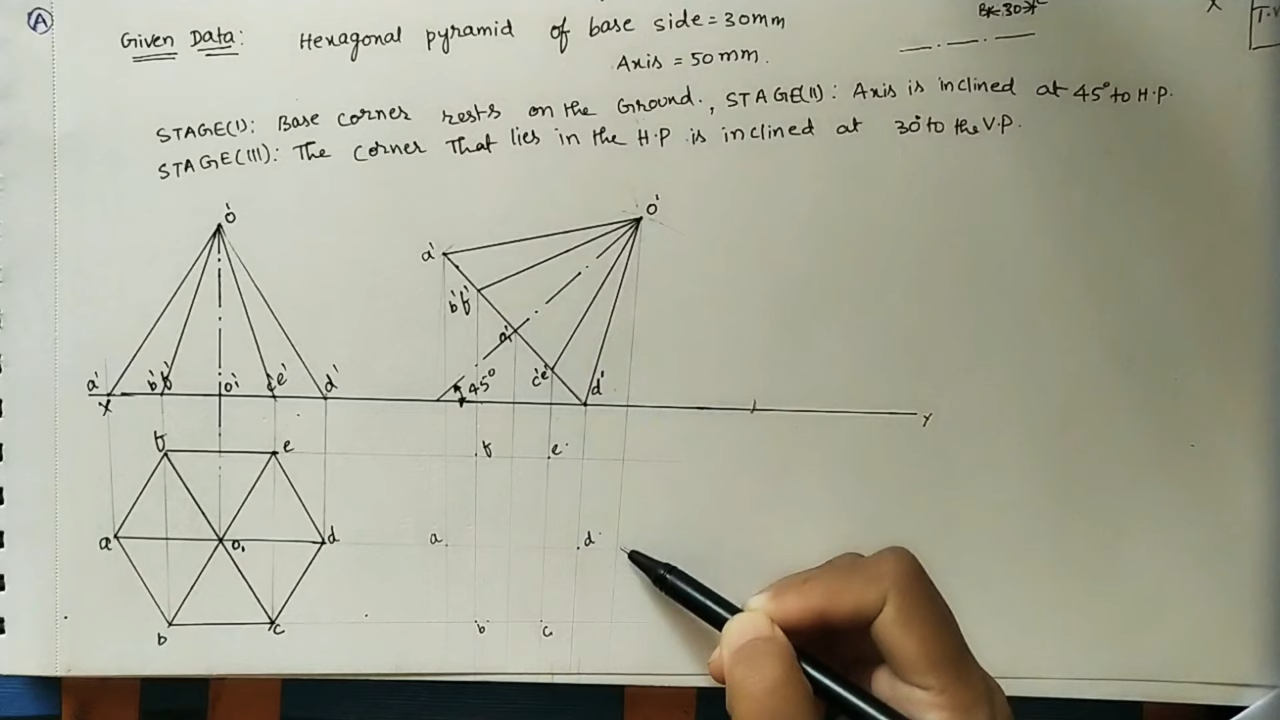 A
Given Data: Hexagonal pyramid of base side = 30mm
Axis = 50mm.
STAGE(I): Base corner rests on the Ground., STAGE(II): Axis is inclined at 45° to H.P.
STAGE(III): The corner That lies in the H.P is inclined at 30° to the V.P.
o'
o'
a'
b'f'
o'
45°
c'e'
d'
a' b'f' o' c'e' d'
X
Y
f e
f e
a o, d
a d
b c
b c